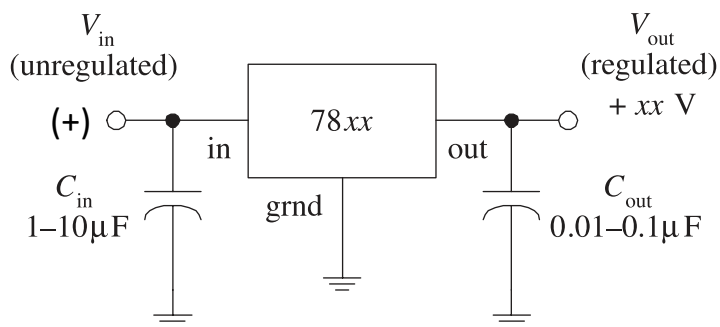 V_in
(unregulated)
(+)
in
78xx
grnd
out
V_out
(regulated)
+ xx V
C_in
1–10μF
C_out
0.01–0.1μF